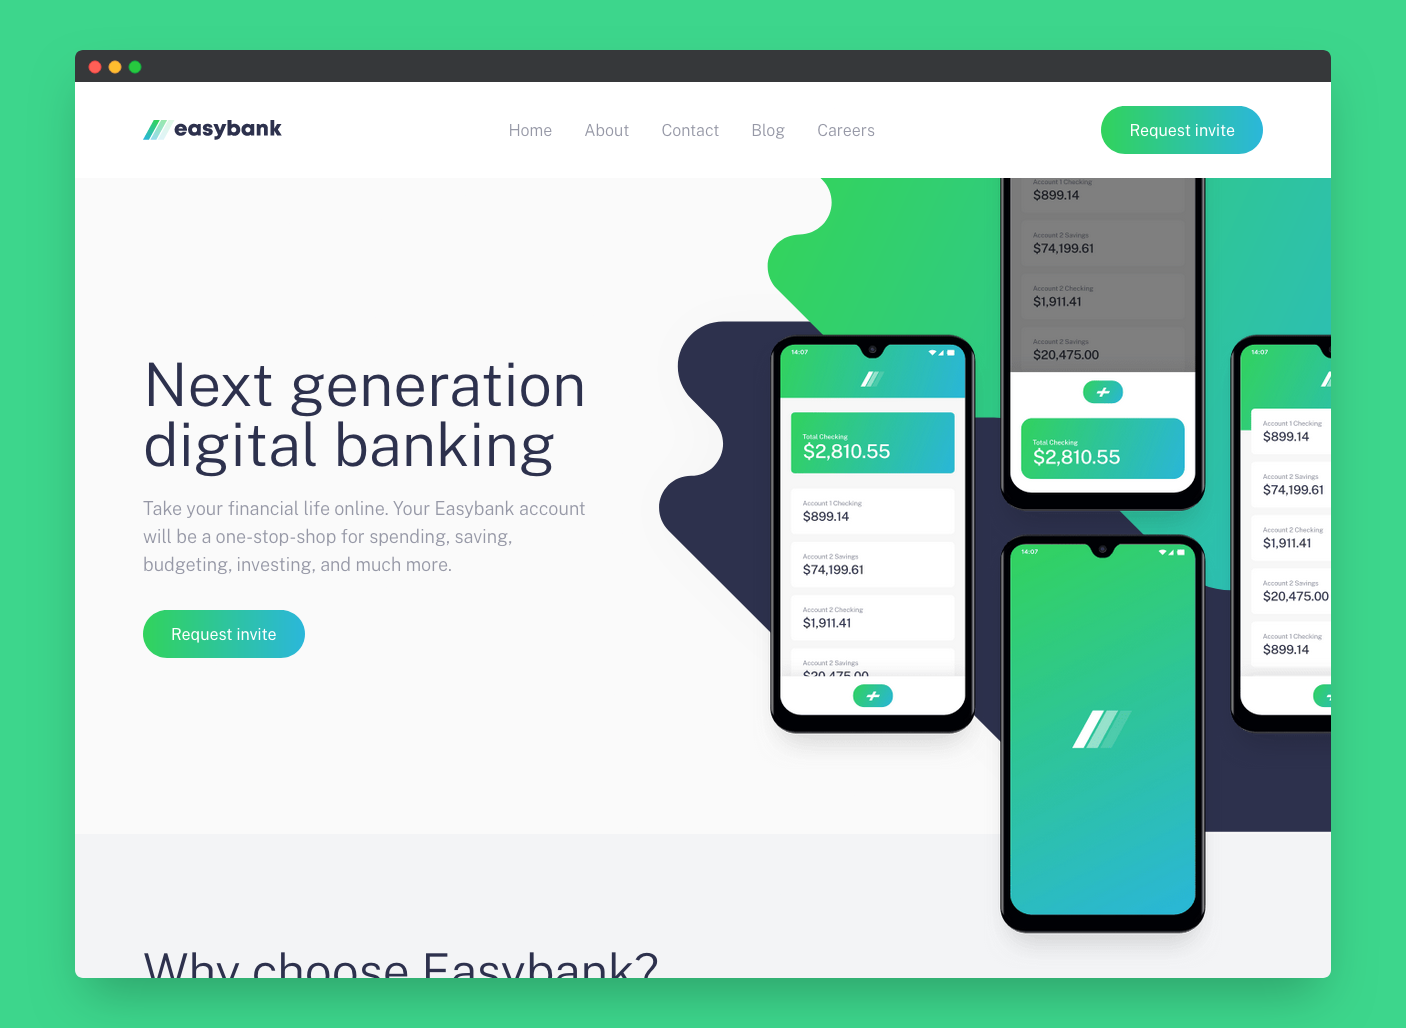 easybank
Home
About
Contact
Blog
Careers
Request invite
Next generation
digital banking
Take your financial life online. Your Easybank account
will be a one-stop-shop for spending, saving,
budgeting, investing, and much more.
Request invite
14:07
Total Checking
$2,810.55
Account 1 Checking
$899.14
Account 2 Savings
$74,199.61
Account 2 Checking
$1,911.41
Account 2 Savings
$20,475.00
Account 1 Checking
$899.14
Account 2 Savings
$74,199.61
Account 2 Checking
$1,911.41
Account 2 Savings
$20,475.00
Total Checking
$2,810.55
14:07
14:07
Account 1 Checking
$899.14
Account 2 Savings
$74,199.61
Account 2 Checking
$1,911.41
Account 2 Savings
$20,475.00
Account 1 Checking
$899.14
Why choose Easybank?